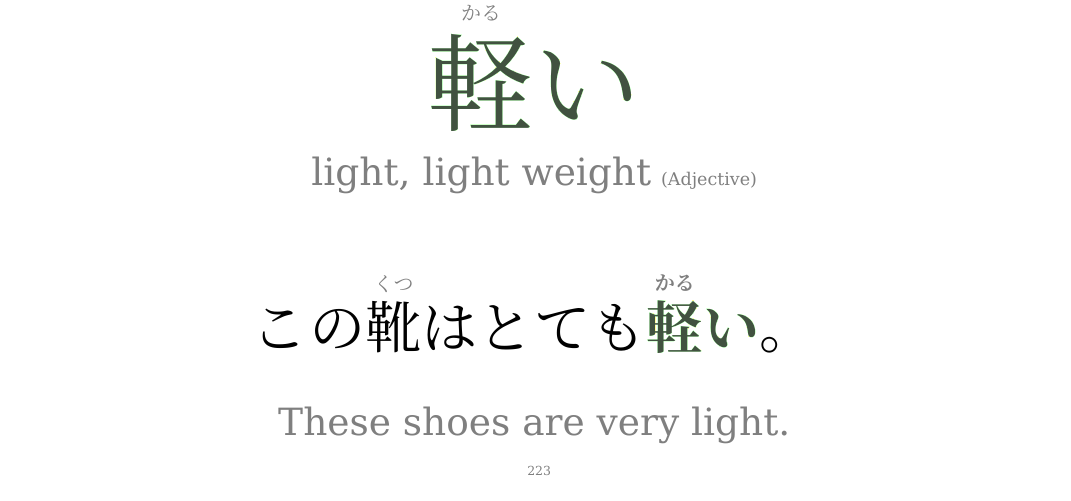 かる
軽い
light, light weight (Adjective)
くつ かる
この靴はとても軽い。
These shoes are very light.
223